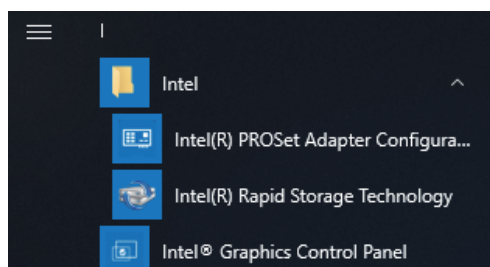 I
Intel
Intel(R) PROSet Adapter Configura...
Intel(R) Rapid Storage Technology
Intel® Graphics Control Panel